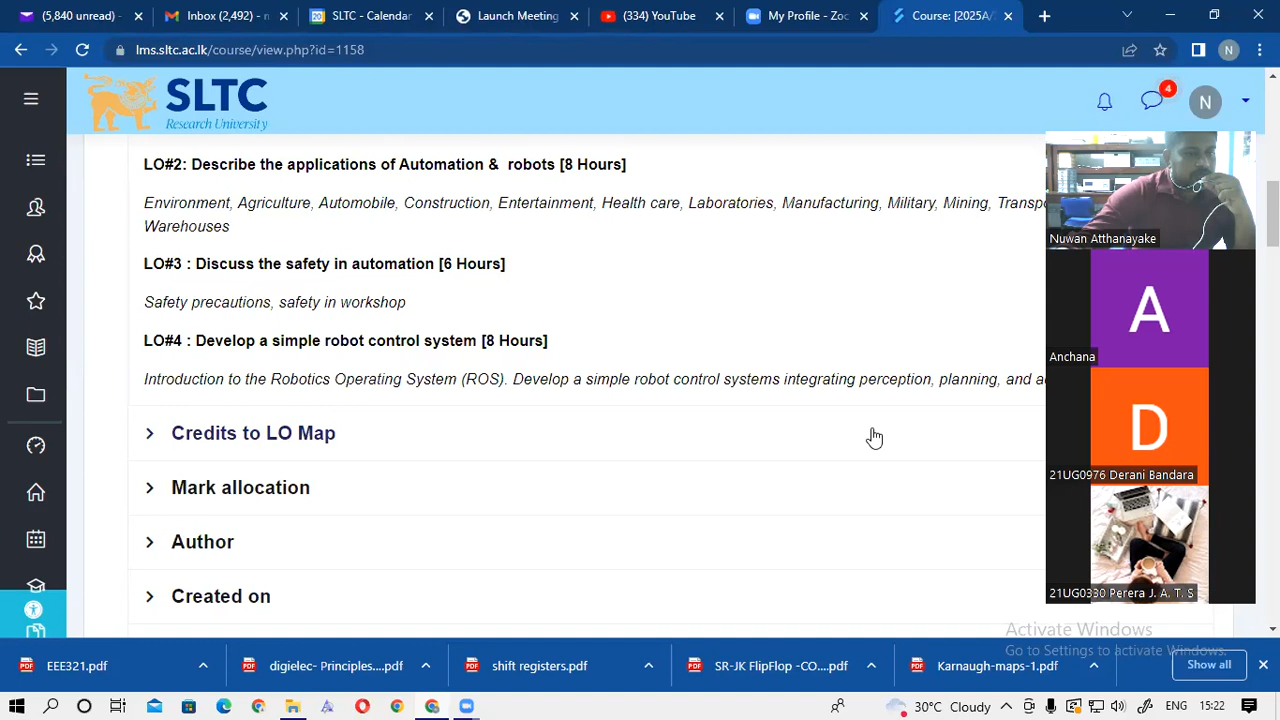 (5,840 unread) -
Inbox (2,492) - n
20
SLTC - Calendar
Launch Meeting
(334) YouTube
My Profile - Zoo
Course: [2025A/
lms.sltc.ac.lk/course/view.php?id=1158
N
SLTC
Research University
4
N
LO#2: Describe the applications of Automation & robots [8 Hours]
Environment, Agriculture, Automobile, Construction, Entertainment, Health care, Laboratories, Manufacturing, Military, Mining, Transpo
Warehouses
LO#3 : Discuss the safety in automation [6 Hours]
Safety precautions, safety in workshop
LO#4 : Develop a simple robot control system [8 Hours]
Introduction to the Robotics Operating System (ROS). Develop a simple robot control systems integrating perception, planning, and a
Credits to LO Map
Mark allocation
Author
Created on
Nuwan Atthanayake
A
Anchana
D
21UG0976 Derani Bandara
21UG0330 Perera J. A. T. S
Activate Windows
Go to Settings to activate Windows.
EEE321.pdf
digielec- Principles....pdf
shift registers.pdf
SR-JK FlipFlop -CO....pdf
Karnaugh-maps-1.pdf
Show all
30°C Cloudy
ENG
15:22